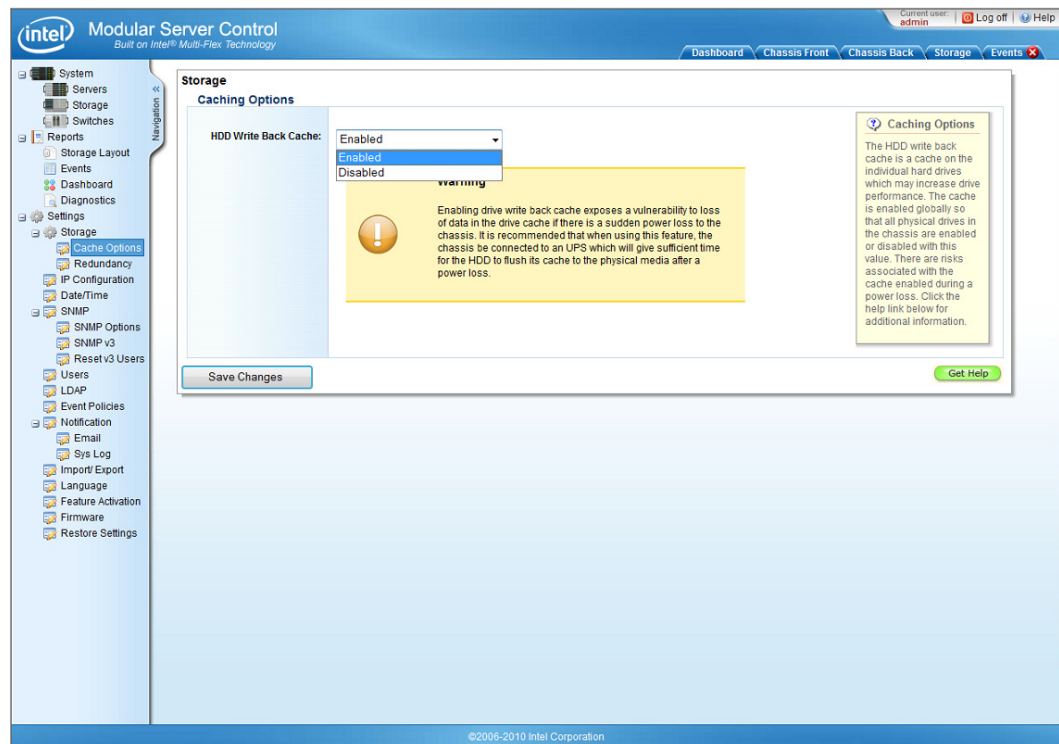 intel
Modular Server Control
Built on Intel® Multi-Flex Technology
Current user:
admin
Log off
Help
Dashboard
Chassis Front
Chassis Back
Storage
Events
System
Servers
Storage
Switches
Reports
Storage Layout
Events
Dashboard
Diagnostics
Settings
Storage
Cache Options
Redundancy
IP Configuration
Date/Time
SNMP
SNMP Options
SNMP v3
Reset v3 Users
Users
LDAP
Event Policies
Notification
Email
Sys Log
Import/ Export
Language
Feature Activation
Firmware
Restore Settings
«
Navigation
Storage
Caching Options
HDD Write Back Cache:
Enabled
Enabled
Disabled
Warning
Enabling drive write back cache exposes a vulnerability to loss
of data in the drive cache if there is a sudden power loss to the
chassis. It is recommended that when using this feature, the
chassis be connected to an UPS which will give sufficient time
for the HDD to flush its cache to the physical media after a
power loss.
Caching Options
The HDD write back
cache is a cache on the
individual hard drives
which may increase drive
performance. The cache
is enabled globally so
that all physical drives in
the chassis are enabled
or disabled with this
value. There are risks
associated with the
cache enabled during a
power loss. Click the
help link below for
additional information.
Save Changes
Get Help
©2006-2010 Intel Corporation